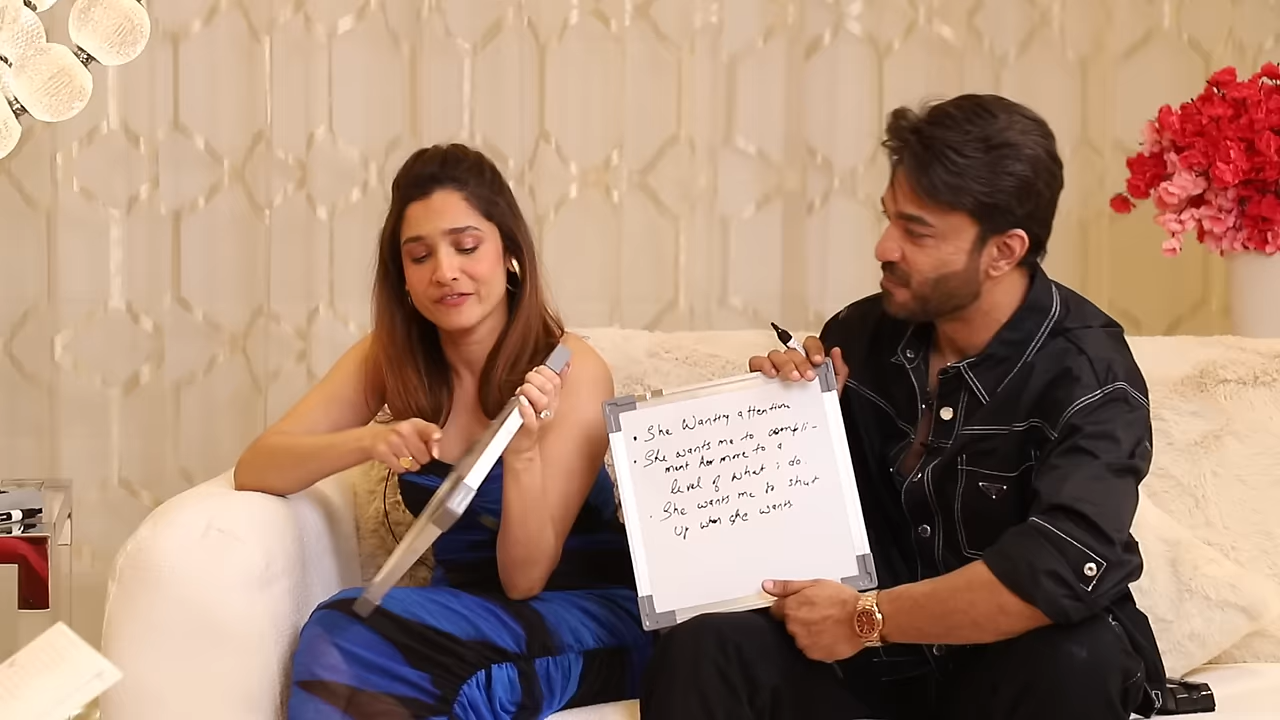 • She Wanting attention
• She wants me to compli-
ment her more to a
level of what i do.
• She wants me to shut
up when she wants